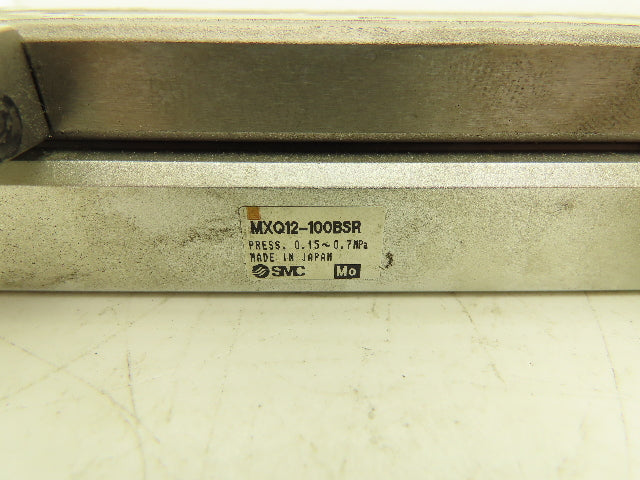 MXQ12-100BSR
PRESS. 0.15~0.7MPa
MADE IN JAPAN
SMC Mo